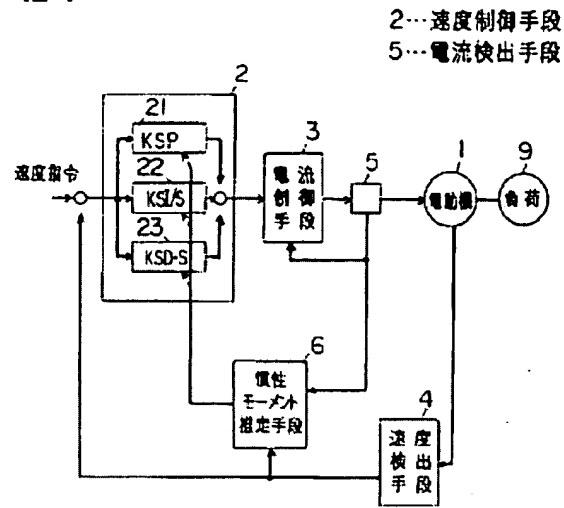 2…速度制御手段
5…電流検出手段
2
21
KSP
22
KSI/S
23
KSD-S
速度指令
3
電流
制御
手段
5
1
電動機
9
負荷
6
慣性
モーメント
推定手段
4
速度
検出
手段